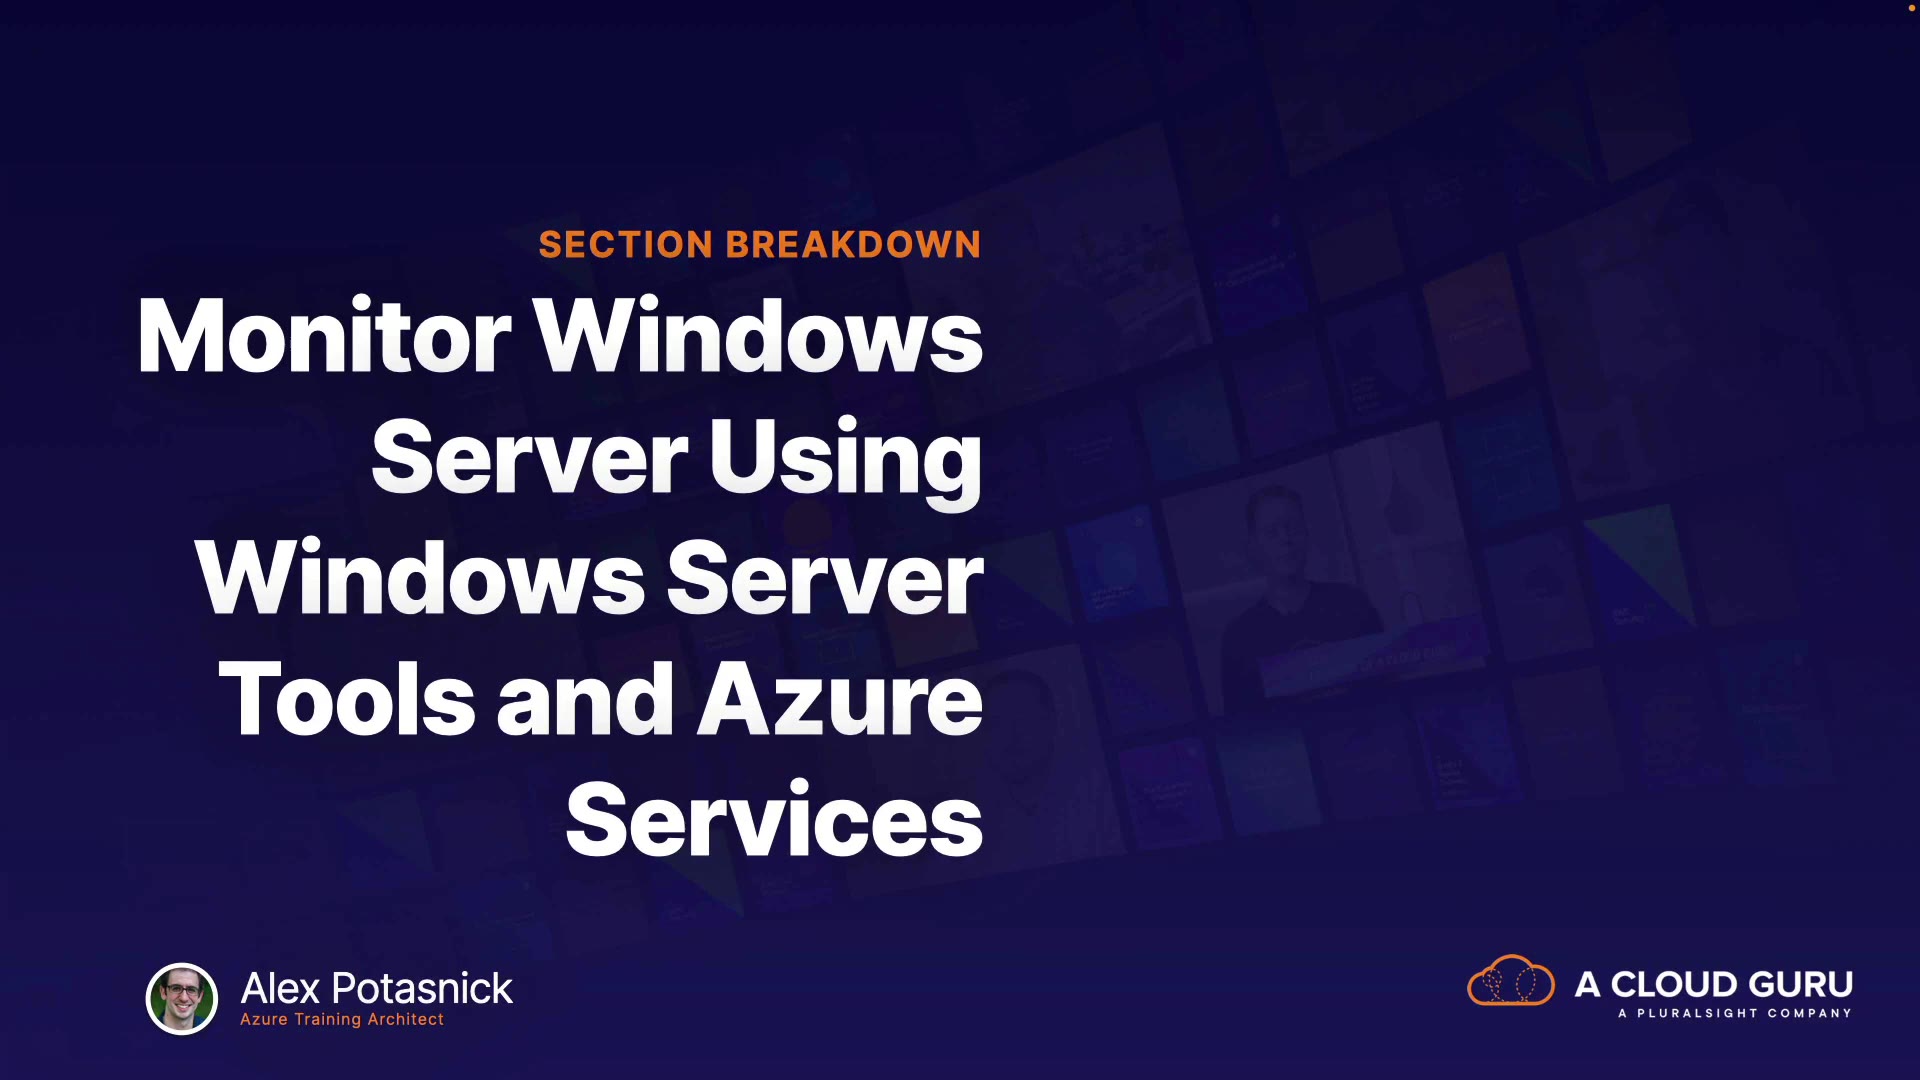 SECTION BREAKDOWN
Monitor Windows
Server Using
Windows Server
Tools and Azure
Services
Alex Potasnick
Azure Training Architect
A CLOUD GURU
A PLURALSIGHT COMPANY